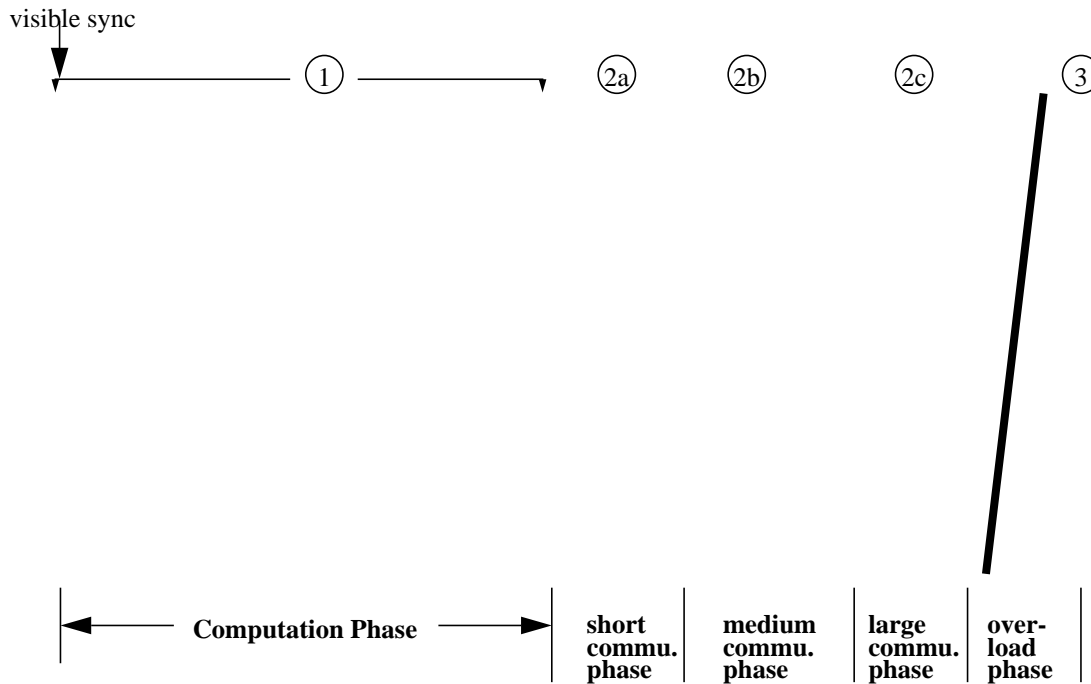 visible sync
1 2a 2b 2c 3
Computation Phase
short
commu.
phase
medium
commu.
phase
large
commu.
phase
over-
load
phase